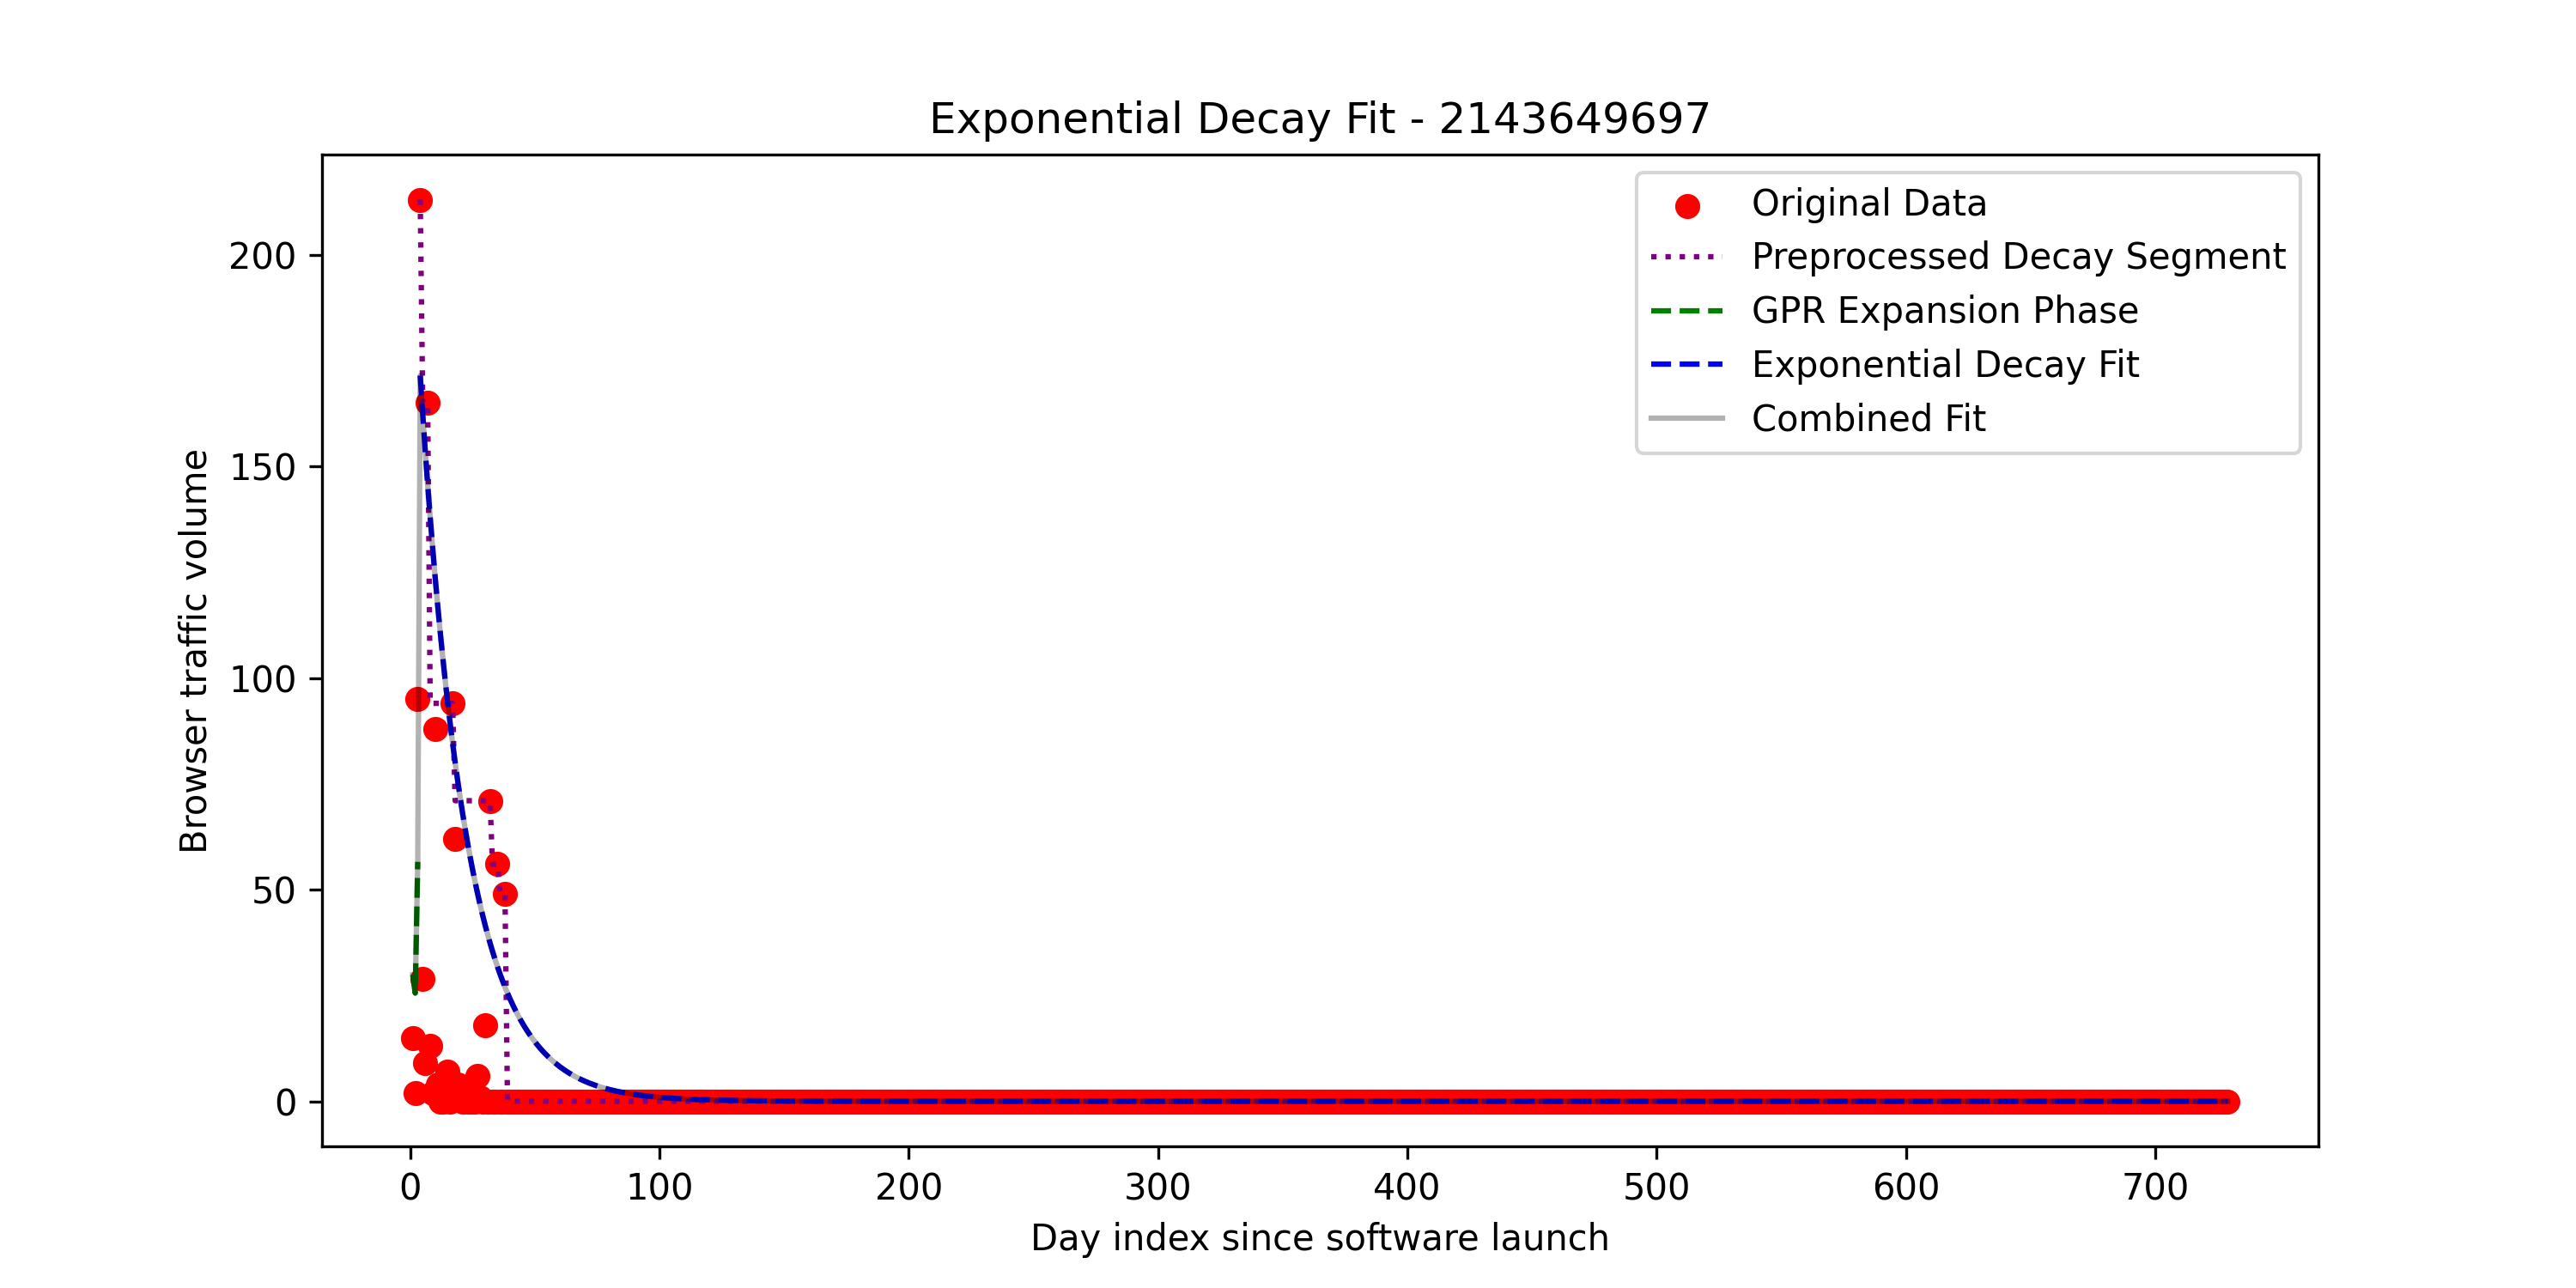 Exponential Decay Fit - 2143649697
Original Data
Preprocessed Decay Segment
GPR Expansion Phase
Exponential Decay Fit
Combined Fit
Browser traffic volume
200
150
100
50
0
0 100 200 300 400 500 600 700
Day index since software launch